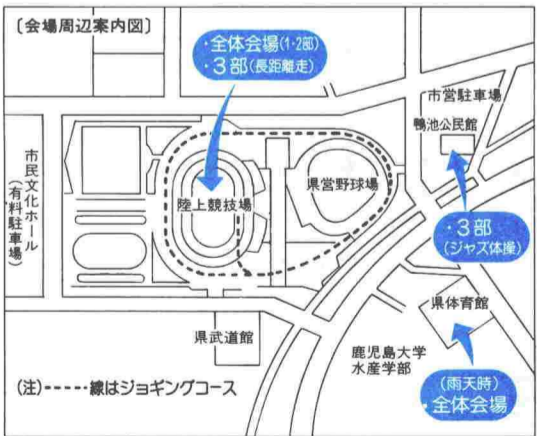 〔会場周辺案内図〕
・全体会場(1・2部)
・3部(長距離走)
市営駐車場
鴨池公民館
市民文化ホール
(有料駐車場)
陸上競技場
県営野球場
・3部
(ジャズ体操)
県体育館
県武道館
鹿児島大学
水産学部
(雨天時)
・全体会場
(注)-----線はジョギングコース